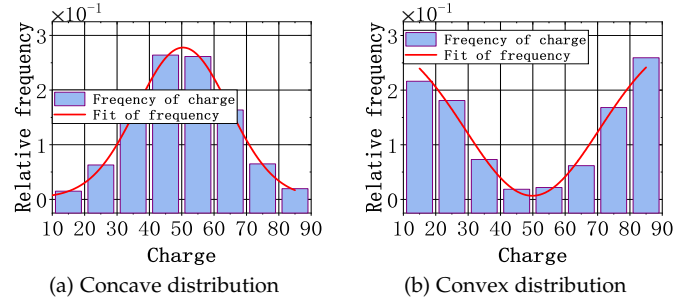 ×10⁻¹
3
2
1
0
Relative frequency
Freqency of charge
Fit of frequency
10 20 30 40 50 60 70 80 90
Charge
(a) Concave distribution
×10⁻¹
3
2
1
0
Relative frequency
Freqency of charge
Fit of frequency
10 20 30 40 50 60 70 80 90
Charge
(b) Convex distribution